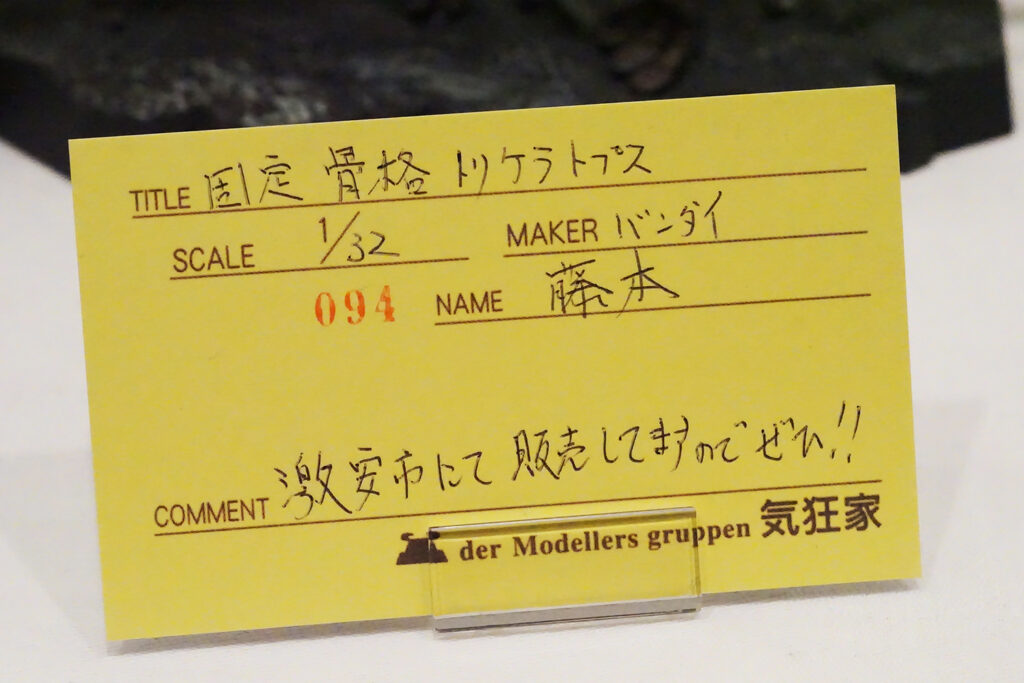 TITLE 固定 骨格 トリケラトプス
SCALE 1/32 MAKER バンダイ
094 NAME 藤本
COMMENT 激安市にて販売してますのでぜひ!!
der Modellers gruppen 気狂家